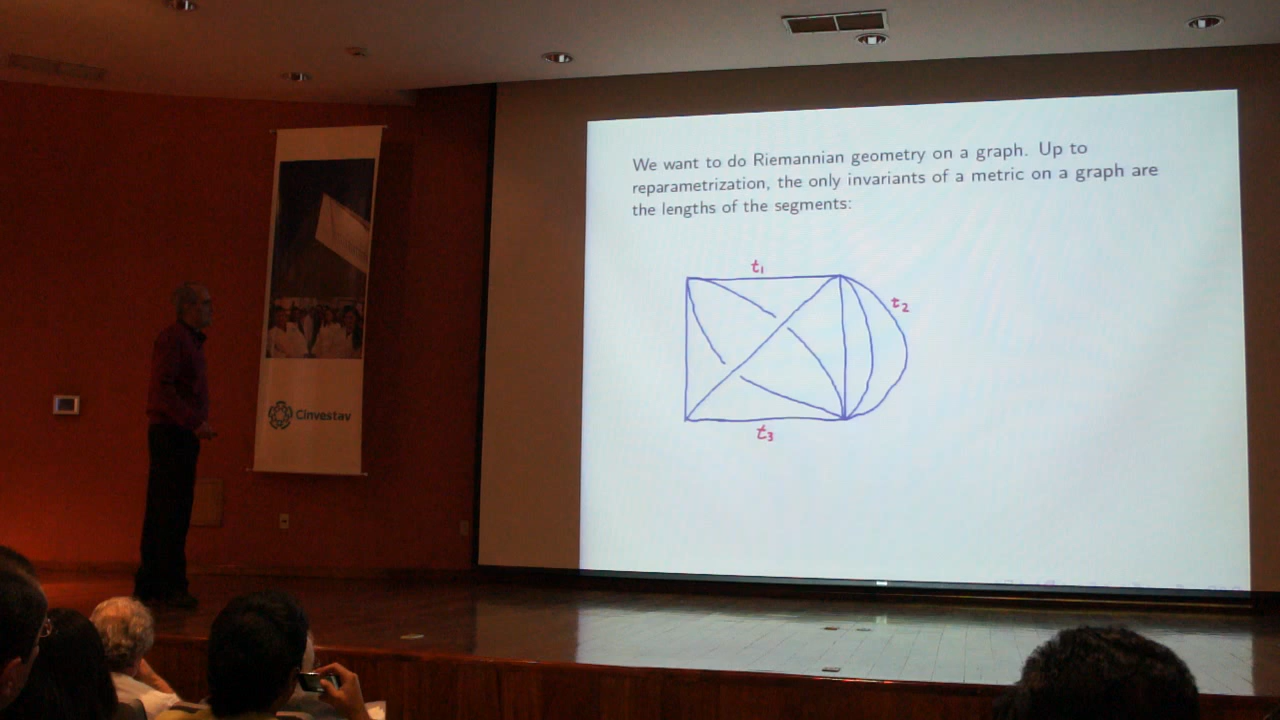 We want to do Riemannian geometry on a graph. Up to
reparametrization, the only invariants of a metric on a graph are
the lengths of the segments:
t₁
t₂
t₃
Cinvestav